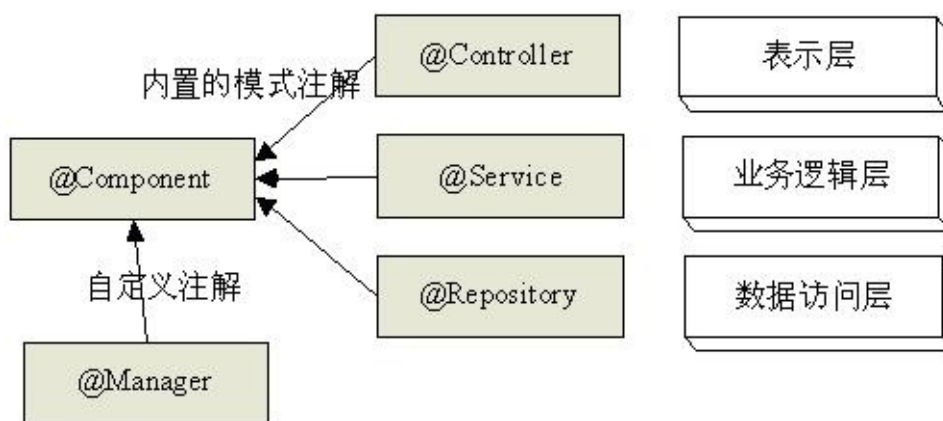 @Controller
表示层
内置的模式注解
@Component
@Service
业务逻辑层
自定义注解
@Repository
数据访问层
@Manager